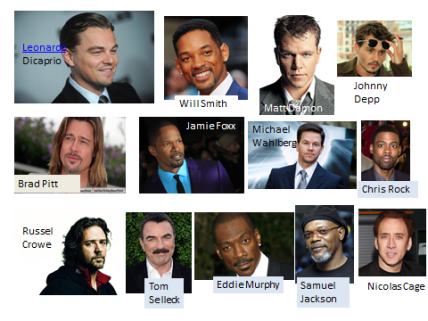 Leonardo
Dicaprio
Will Smith
Matt Damon
Johnny
Depp
Brad Pitt
Jamie Foxx
Michael
Wahlberg
Chris Rock
Russel
Crowe
Tom
Selleck
Eddie Murphy
Samuel
Jackson
Nicolas Cage